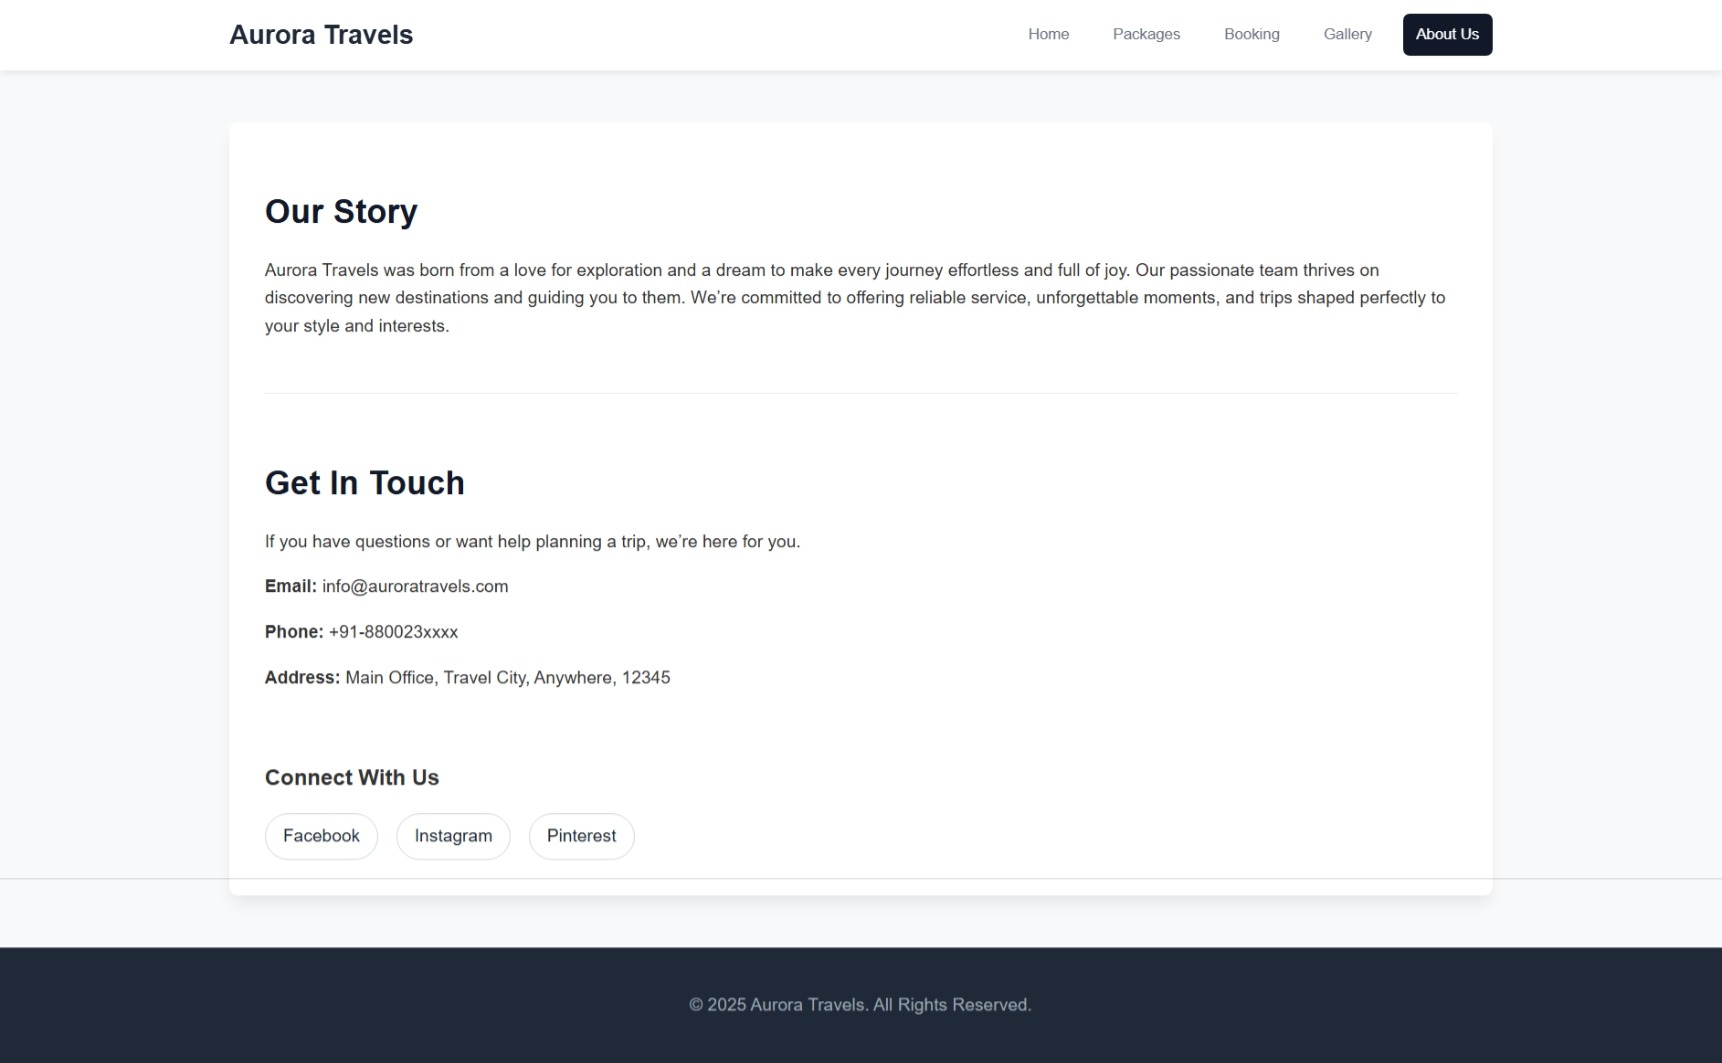 Aurora Travels
Home Packages Booking Gallery About Us
Our Story
Aurora Travels was born from a love for exploration and a dream to make every journey effortless and full of joy. Our passionate team thrives on
discovering new destinations and guiding you to them. We’re committed to offering reliable service, unforgettable moments, and trips shaped perfectly to
your style and interests.
Get In Touch
If you have questions or want help planning a trip, we’re here for you.
Email: info@auroratravels.com
Phone: +91-880023xxxx
Address: Main Office, Travel City, Anywhere, 12345
Connect With Us
Facebook Instagram Pinterest
© 2025 Aurora Travels. All Rights Reserved.